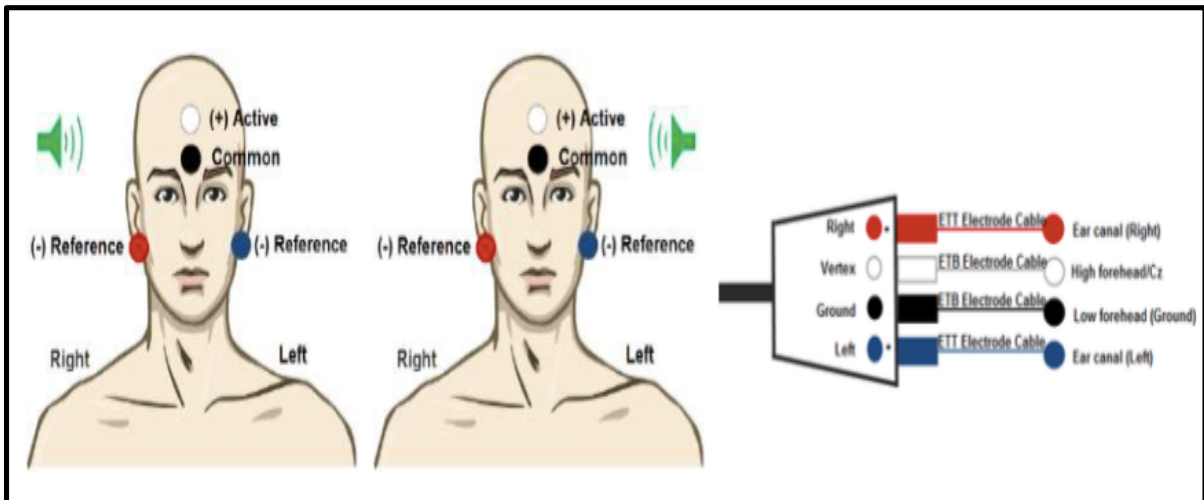 (+) Active
Common
(-) Reference
(-) Reference
Right
Left
(+) Active
Common
(-) Reference
(-) Reference
Right
Left
Right ETT Electrode Cable Ear canal (Right)
Vertex ETB Electrode Cable High forehead/Cz
Ground ETB Electrode Cable Low forehead (Ground)
Left ETT Electrode Cable Ear canal (Left)